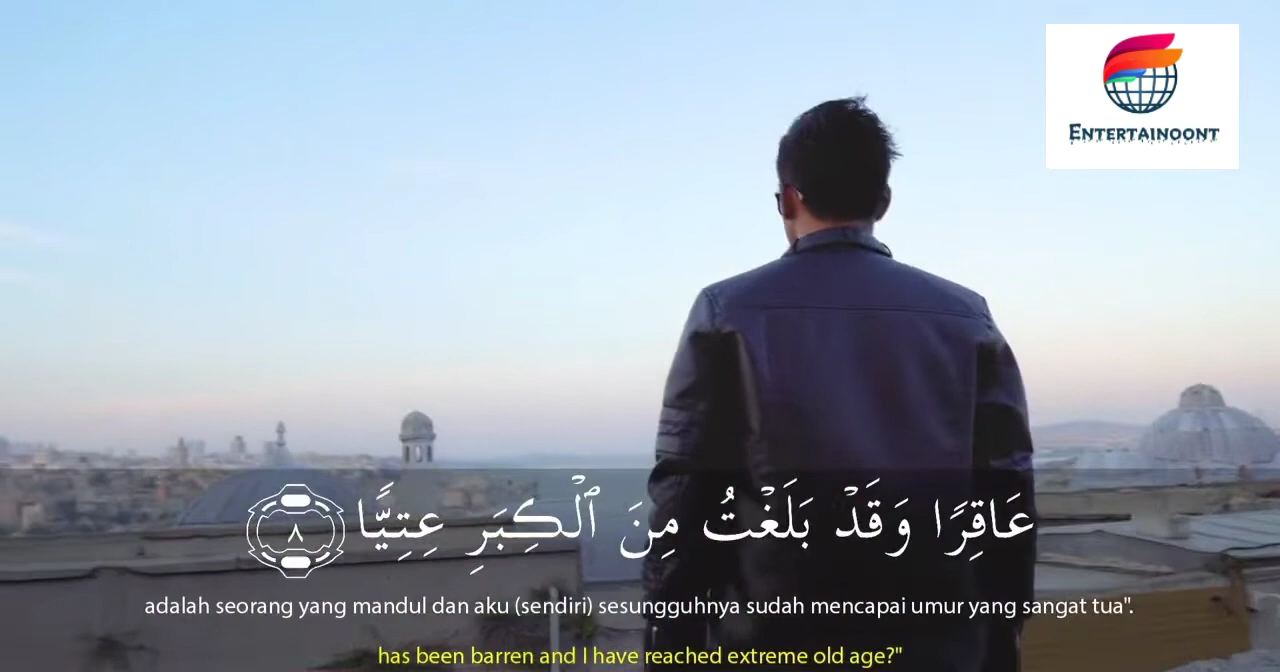 ENTERTAINOONT
عَاقِرًا وَقَدْ بَلَغْتُ مِنَ ٱلْكِبَرِ عِتِيًّا ٨
adalah seorang yang mandul dan aku (sendiri) sesungguhnya sudah mencapai umur yang sangat tua".
has been barren and I have reached extreme old age?"